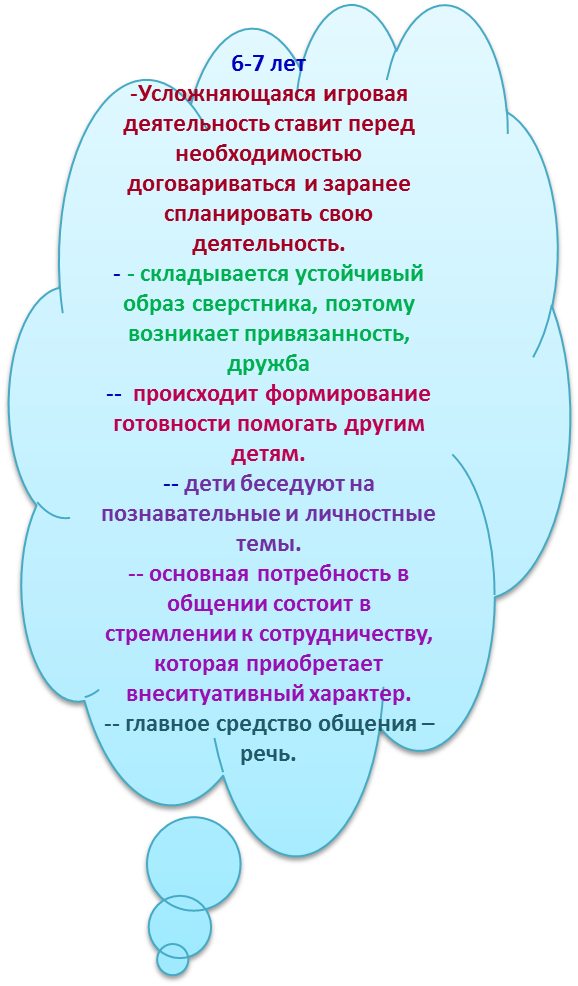 6-7 лет
-Усложняющаяся игровая
деятельность ставит перед
необходимостью
договариваться и заранее
спланировать свою
деятельность.
- - складывается устойчивый
образ сверстника, поэтому
возникает привязанность,
дружба
--  происходит формирование
готовности помогать другим
детям.
-- дети беседуют на
познавательные и личностные
темы.
-- основная потребность в
общении состоит в
стремлении к сотрудничеству,
которая приобретает
внеситуативный характер.
-- главное средство общения –
речь.